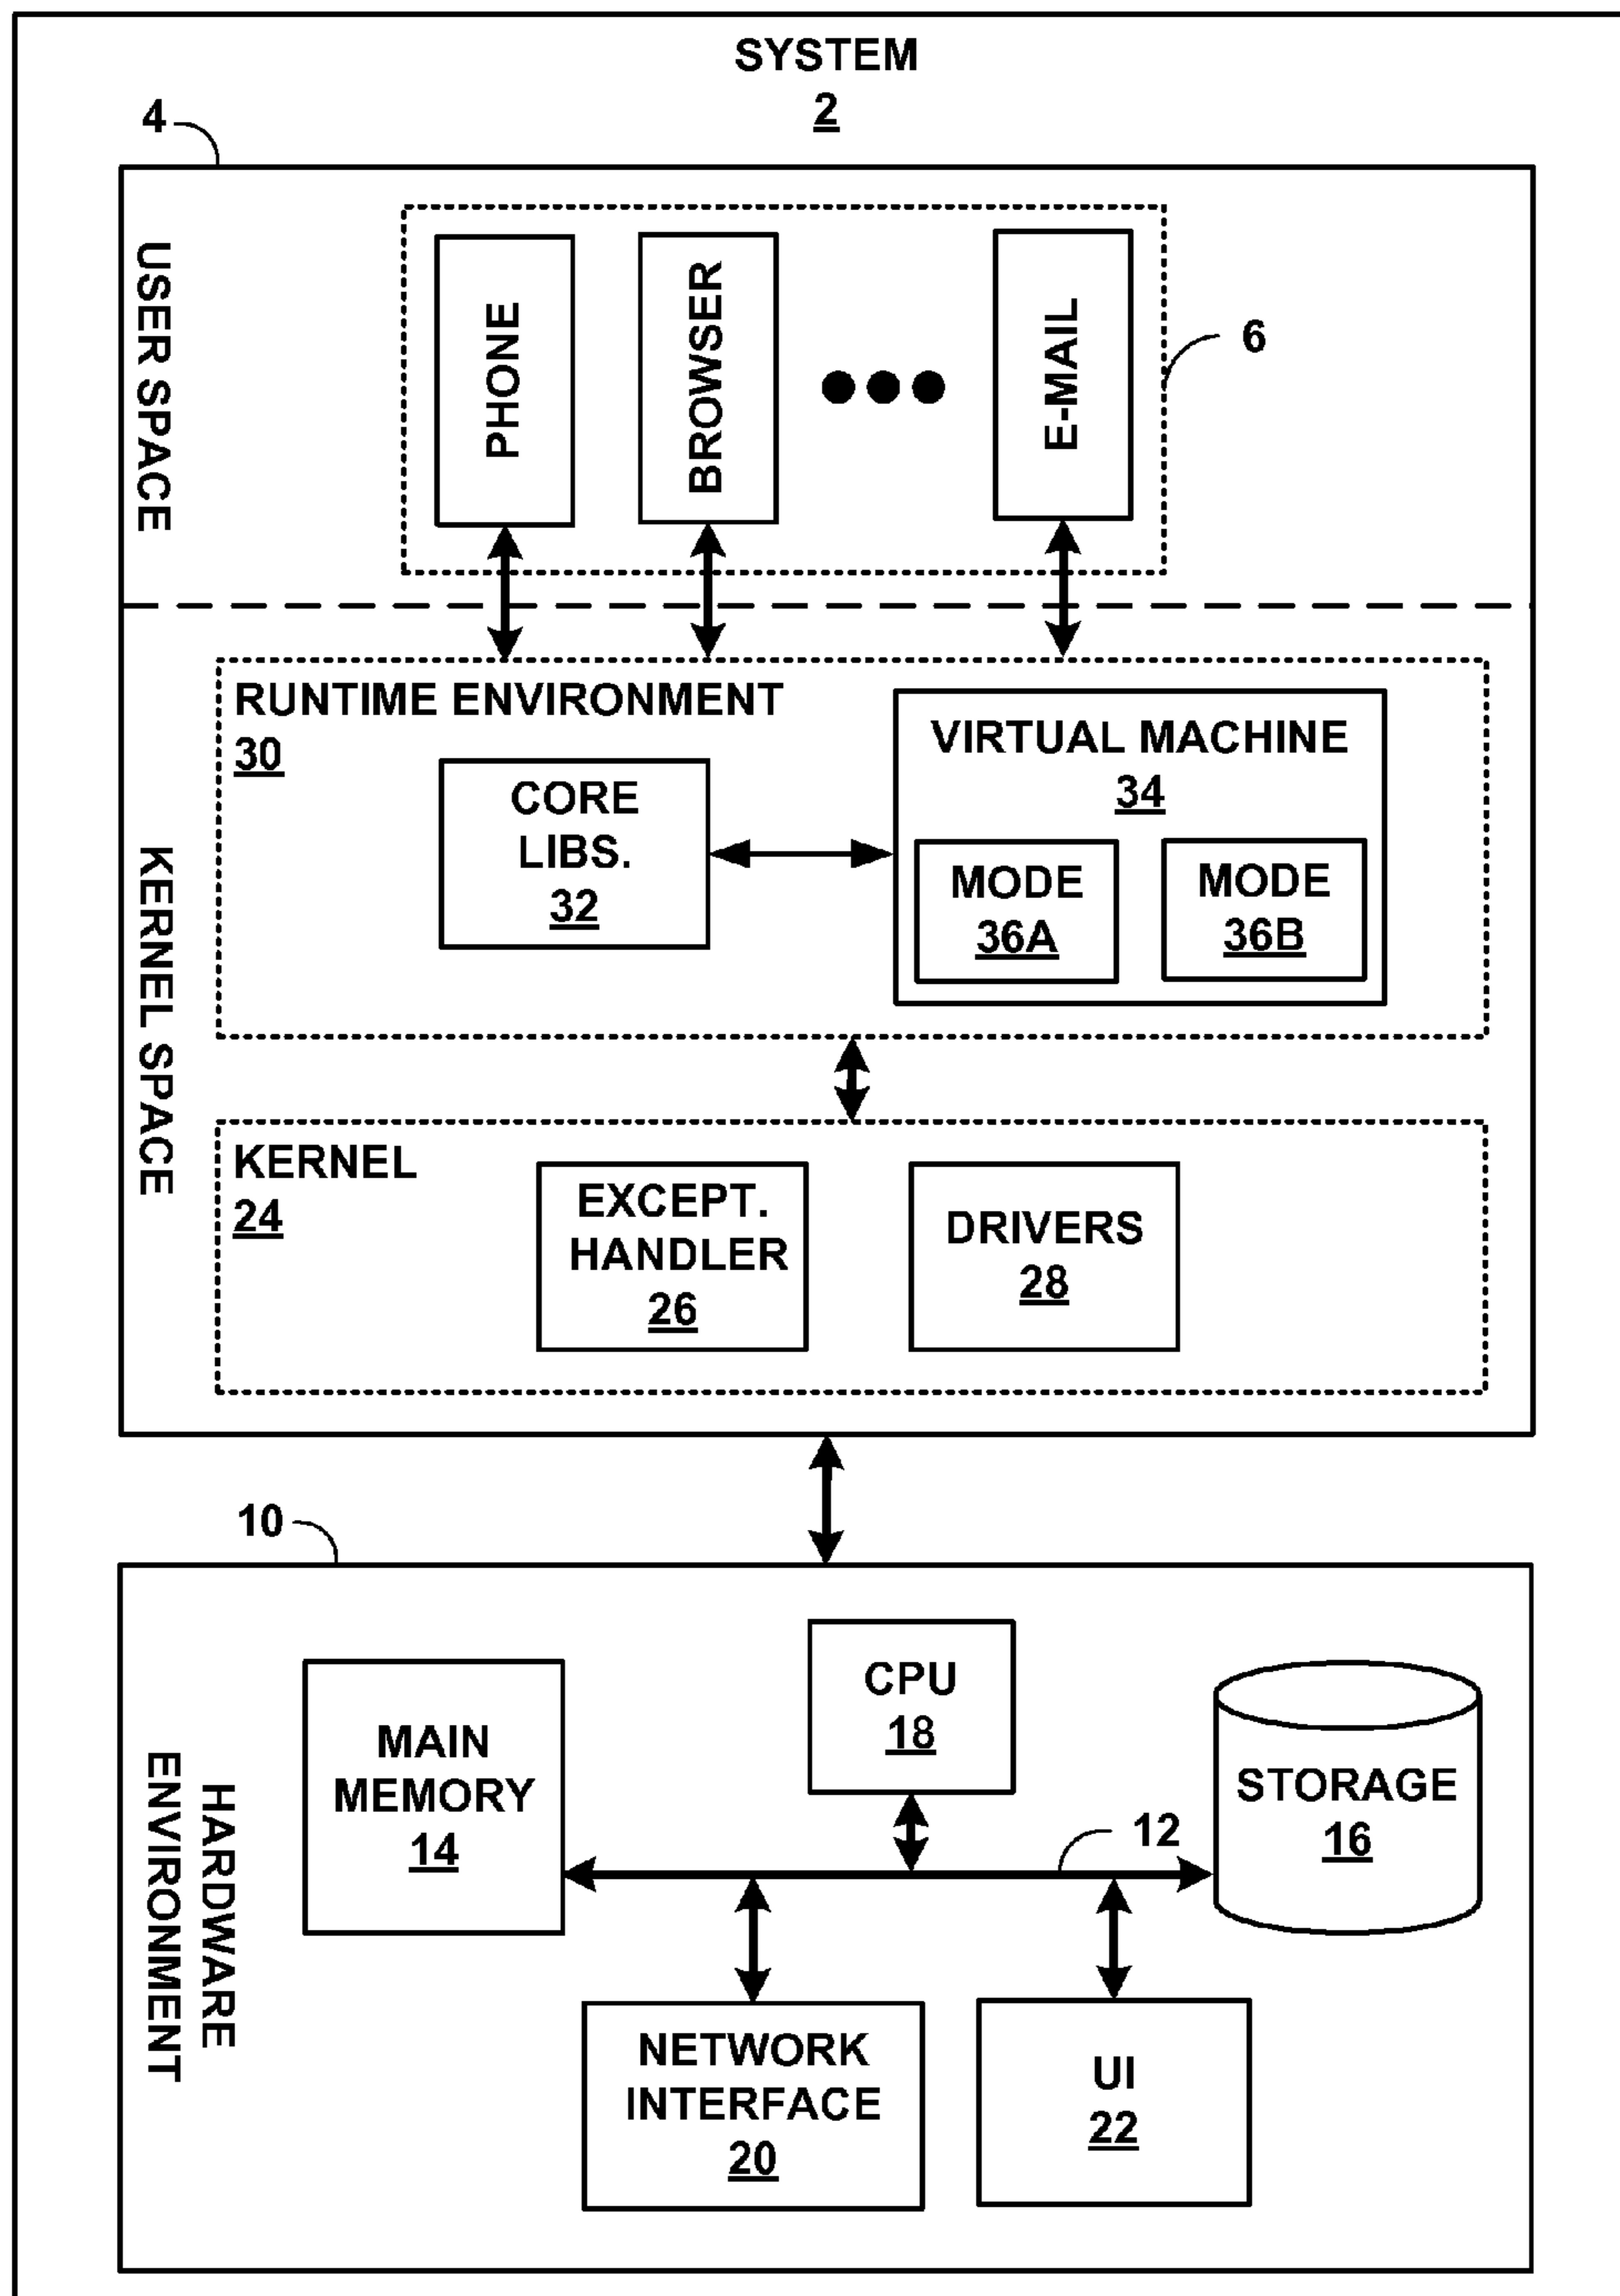 SYSTEM
2
4
USER SPACE
PHONE
BROWSER
E-MAIL
6
KERNEL SPACE
RUNTIME ENVIRONMENT
30
CORE
LIBS.
32
VIRTUAL MACHINE
34
MODE
36A
MODE
36B
KERNEL
24
EXCEPT.
HANDLER
26
DRIVERS
28
10
HARDWARE
ENVIRONMENT
MAIN
MEMORY
14
CPU
18
12
STORAGE
16
NETWORK
INTERFACE
20
UI
22